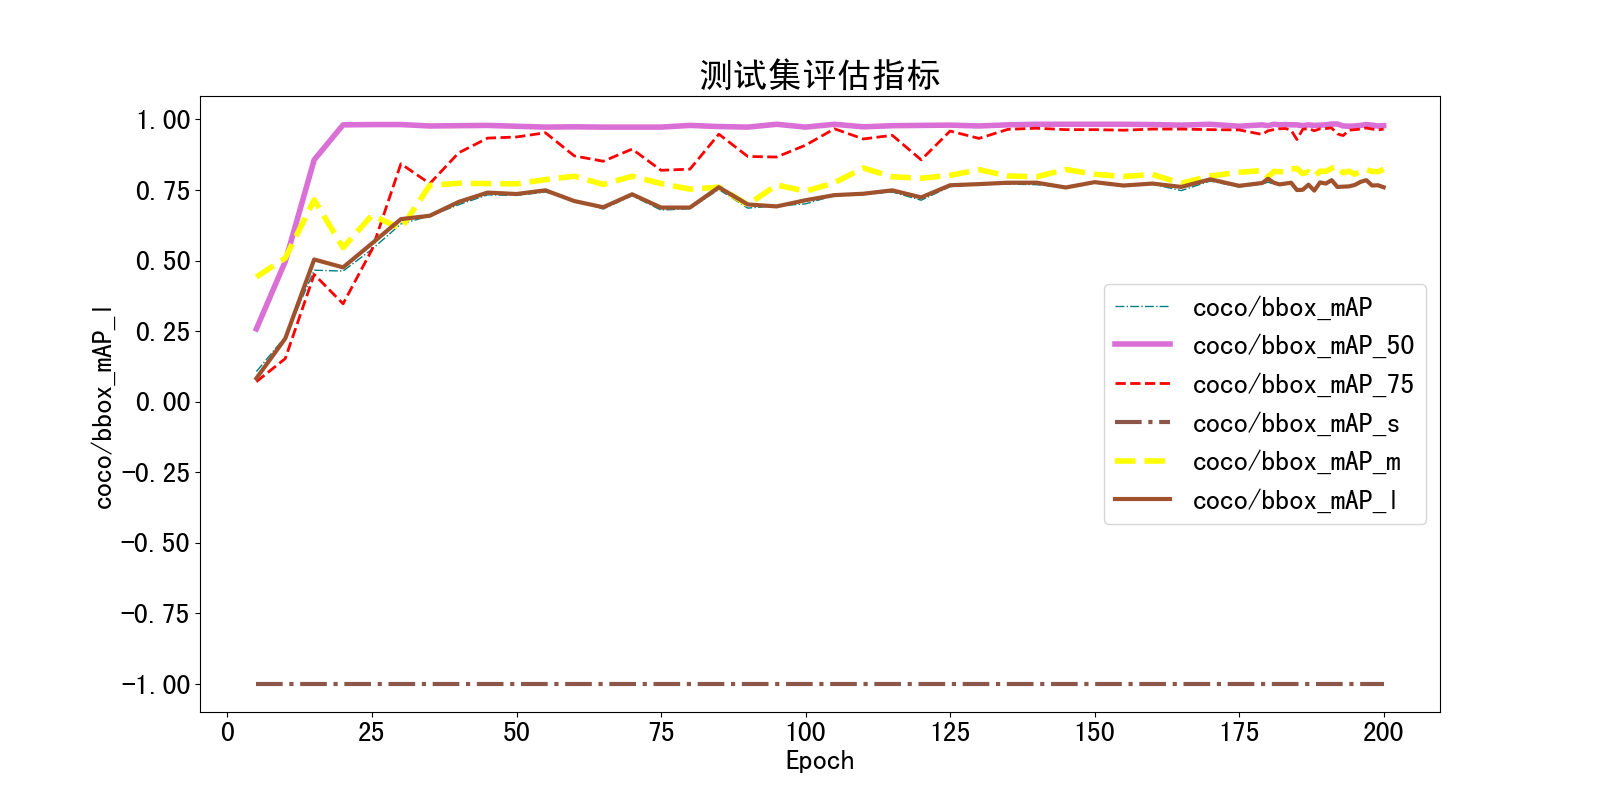 测试集评估指标
1.00
0.75
0.50
0.25
0.00
-0.25
-0.50
-0.75
-1.00
coco/bbox_mAP_l
coco/bbox_mAP
coco/bbox_mAP_50
coco/bbox_mAP_75
coco/bbox_mAP_s
coco/bbox_mAP_m
coco/bbox_mAP_l
0 25 50 75 100 125 150 175 200
Epoch